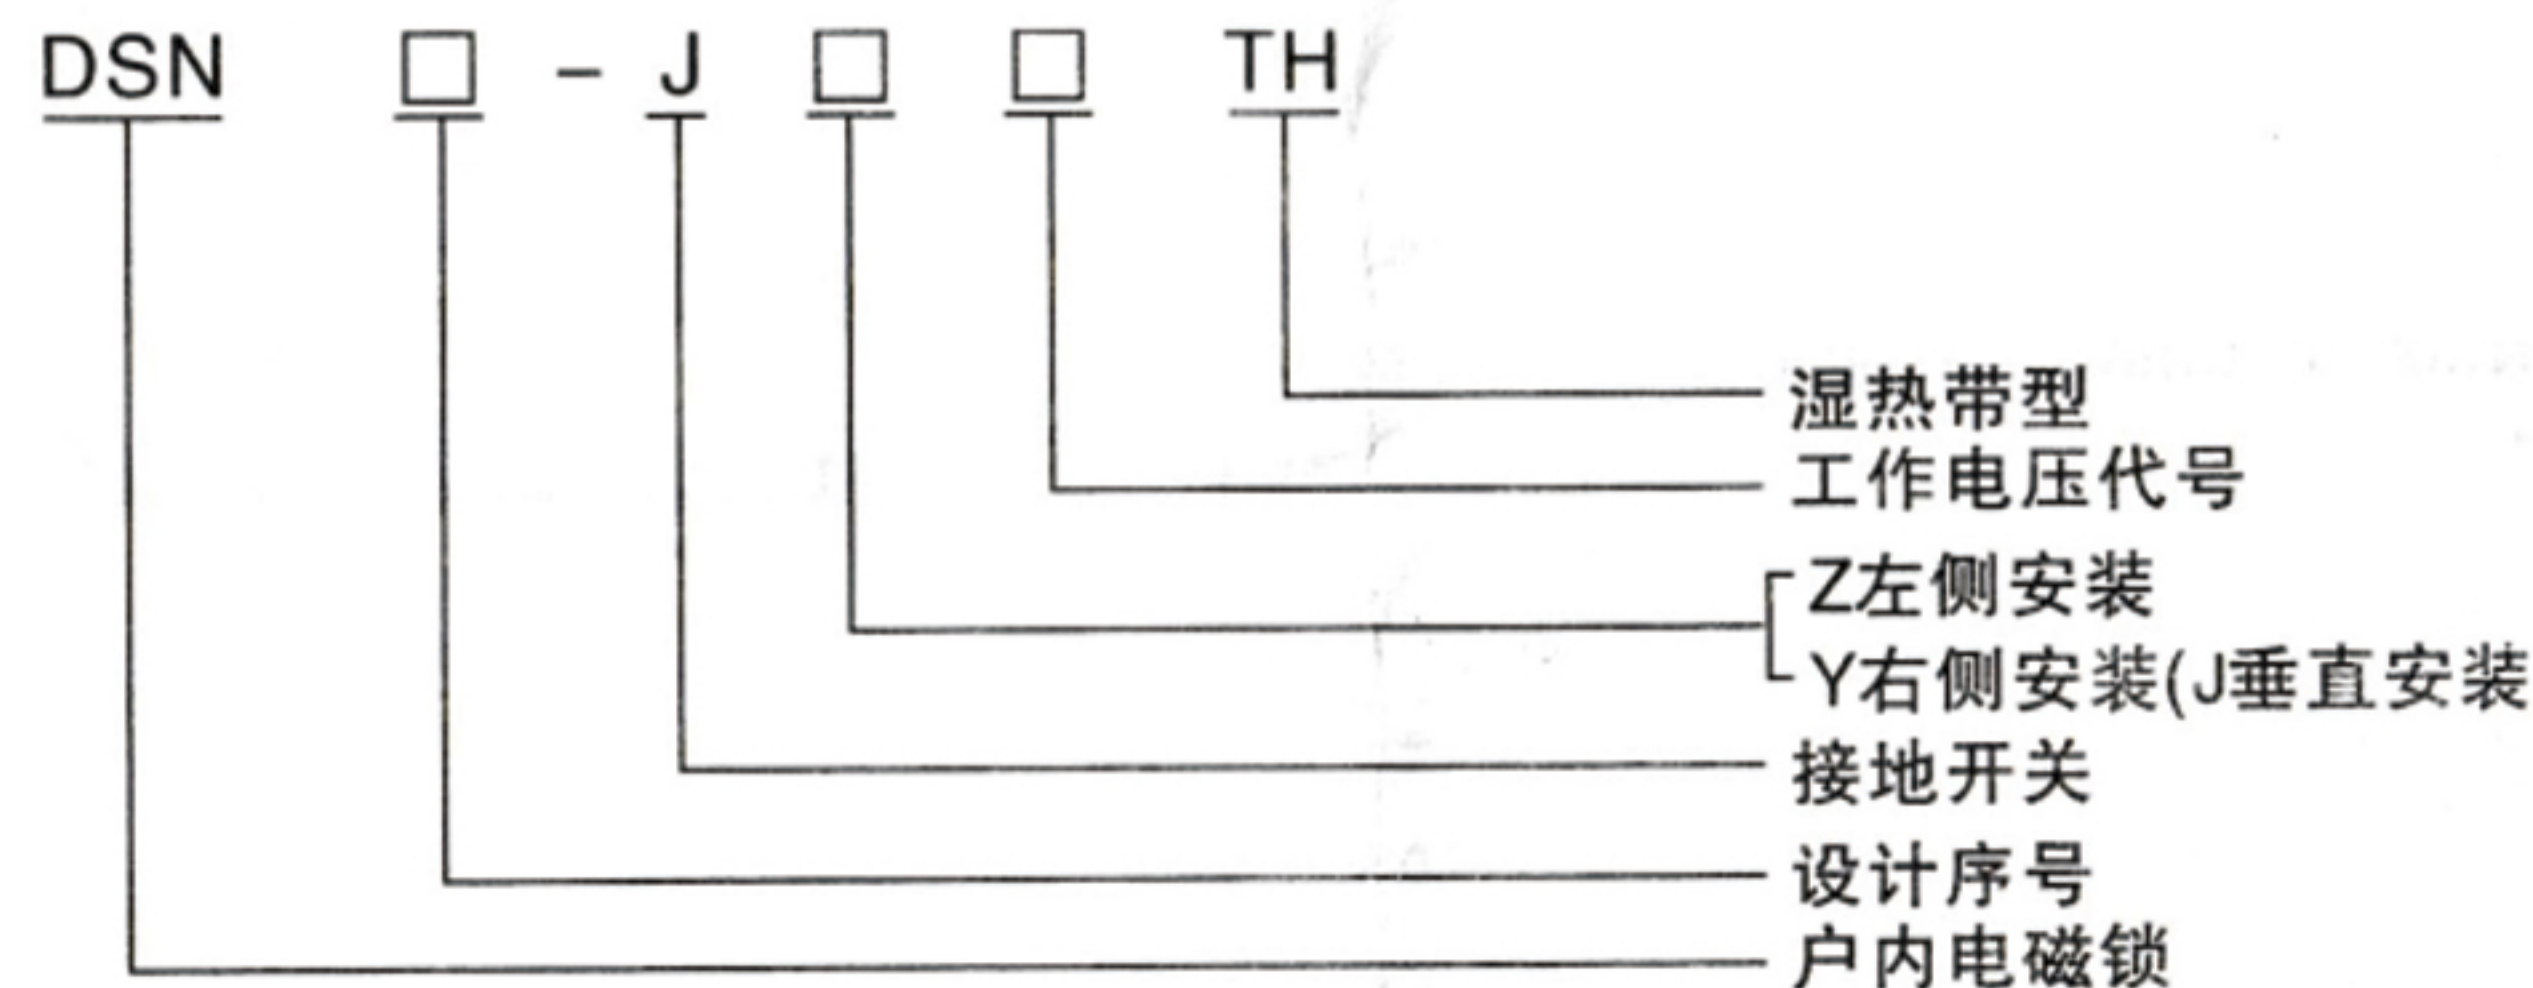 DSN □ - J □ □ TH
湿热带型
工作电压代号
Z左侧安装
Y右侧安装(J垂直安装
接地开关
设计序号
户内电磁锁